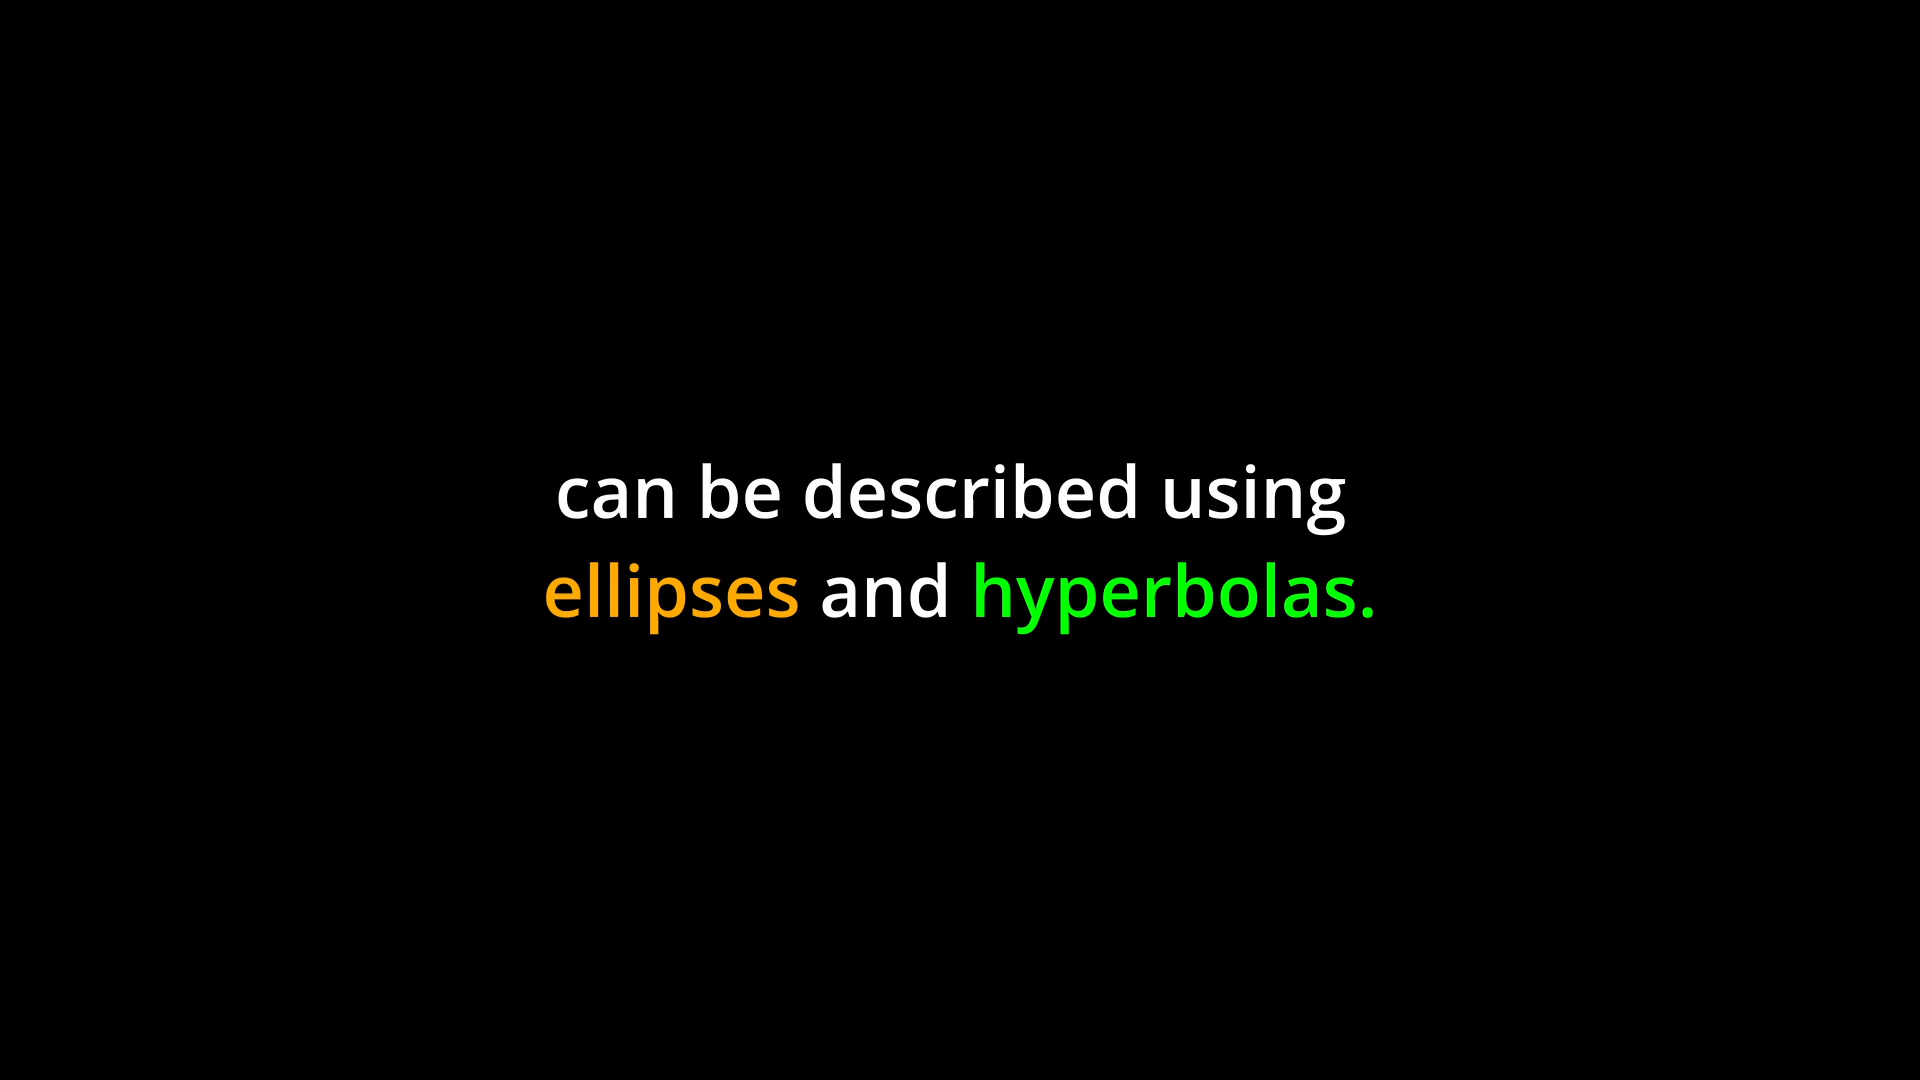 can be described using
ellipses and hyperbolas.